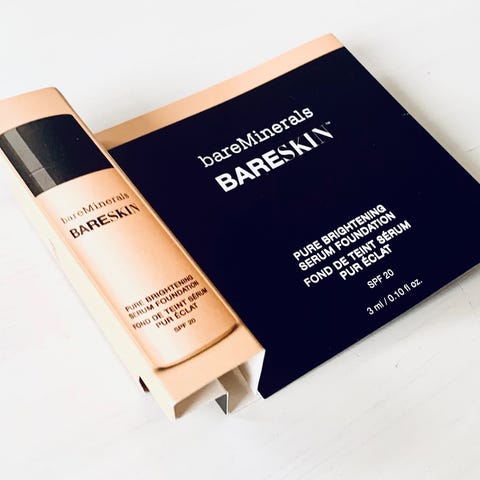 bareMinerals
BARESKIN
PURE BRIGHTENING
SERUM FOUNDATION
FOND DE TEINT SÉRUM
PUR ÉCLAT
SPF 20
bareMinerals
BARESKIN™
PURE BRIGHTENING
SERUM FOUNDATION
FOND DE TEINT SÉRUM
PUR ÉCLAT
SPF 20
3 ml / 0.10 fl oz.